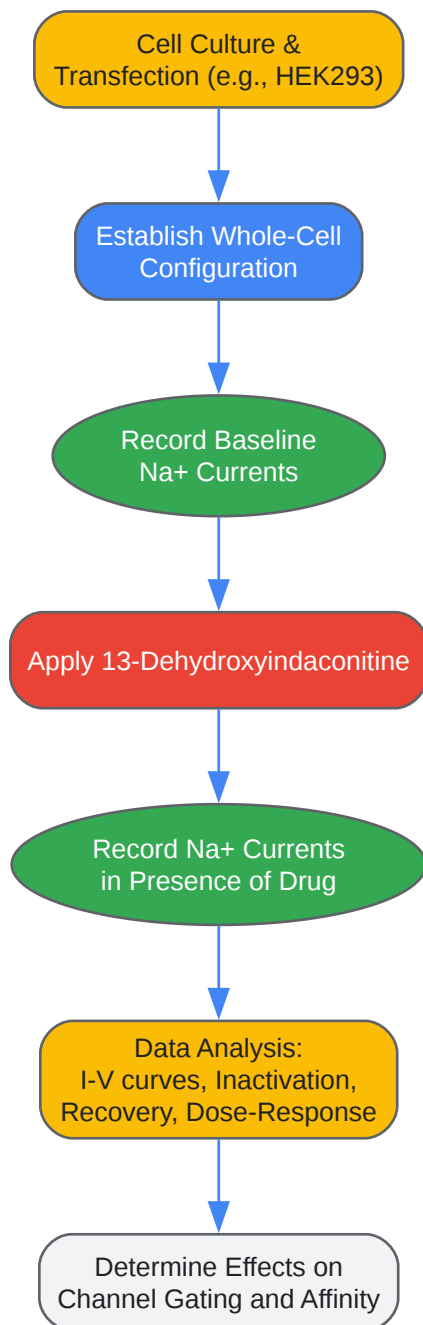 Cell Culture &
Transfection (e.g., HEK293)
Establish Whole-Cell
Configuration
Record Baseline
Na+ Currents
Apply 13-Dehydroxyindaconitine
Record Na+ Currents
in Presence of Drug
Data Analysis:
I-V curves, Inactivation,
Recovery, Dose-Response
Determine Effects on
Channel Gating and Affinity